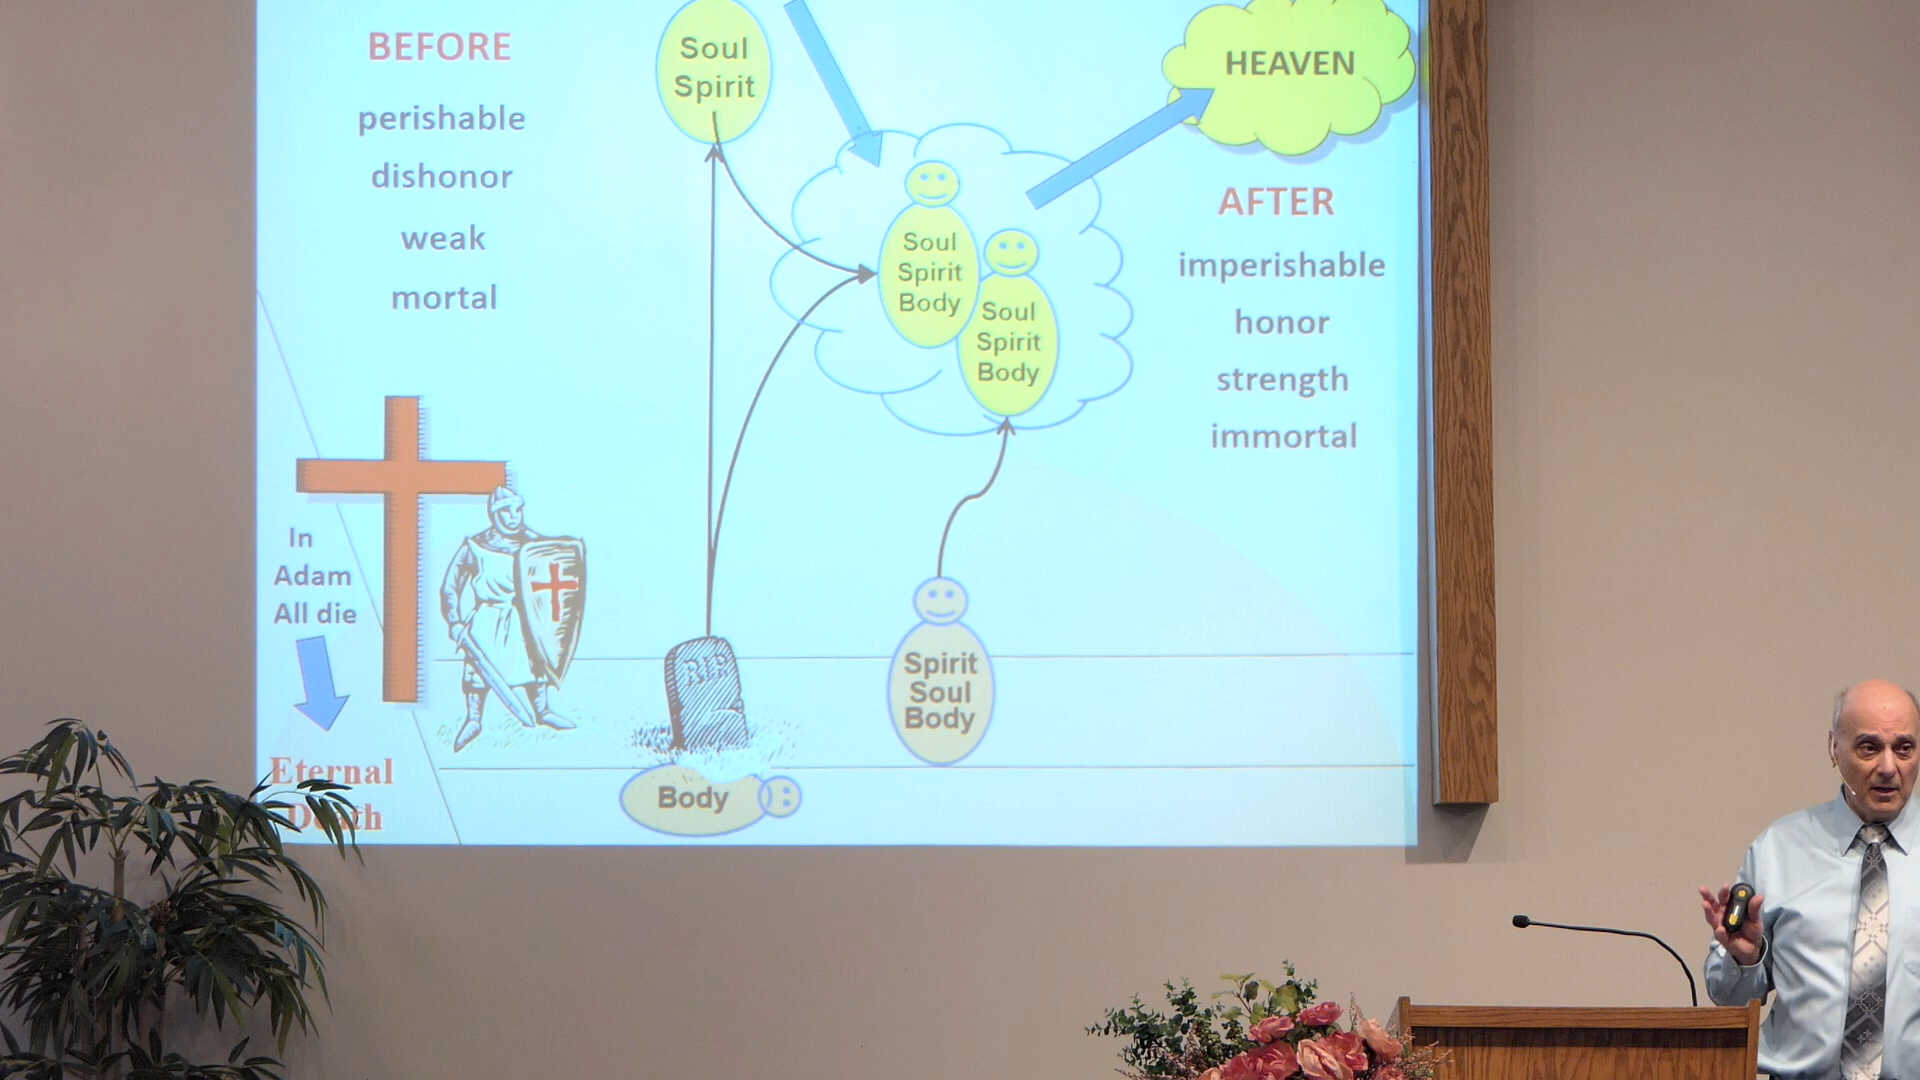 BEFORE
perishable
dishonor
weak
mortal
Soul
Spirit
HEAVEN
Soul
Spirit
Body
Soul
Spirit
Body
AFTER
imperishable
honor
strength
immortal
In
Adam
All die
Eternal
Death
RIP
Body
Spirit
Soul
Body